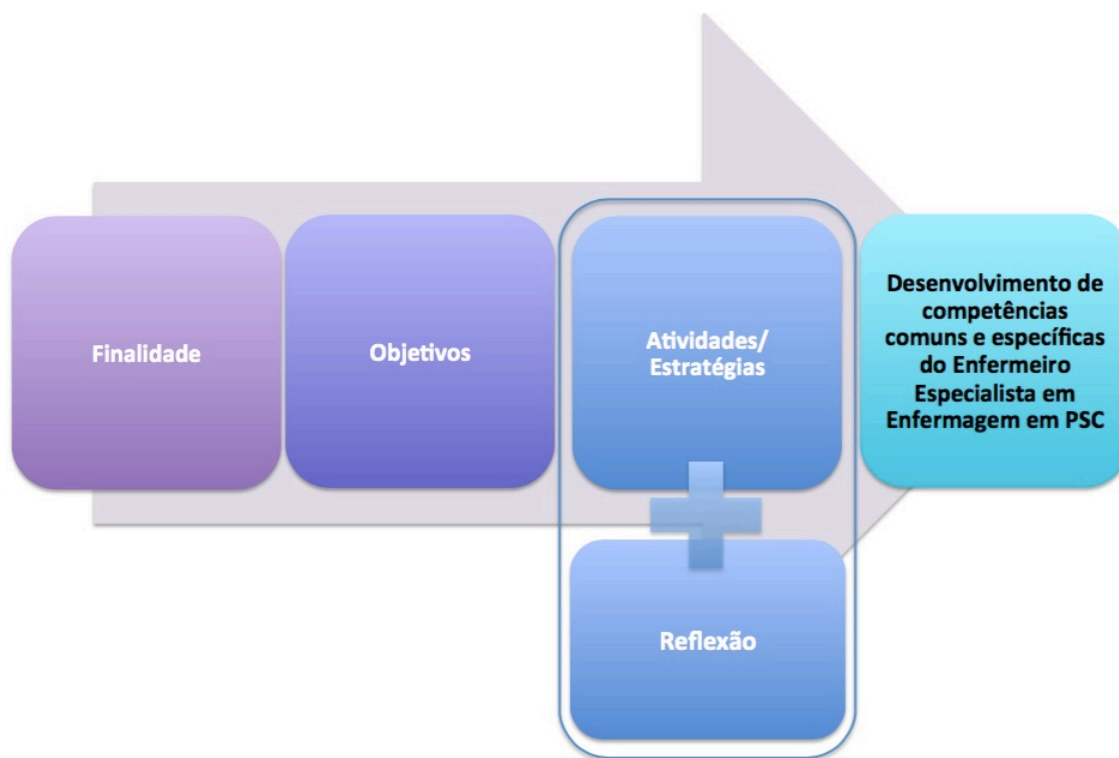 Finalidade
Objetivos
Atividades/
Estratégias
Desenvolvimento de
competências
comuns e específicas
do Enfermeiro
Especialista em
Enfermagem em PSC
Reflexão